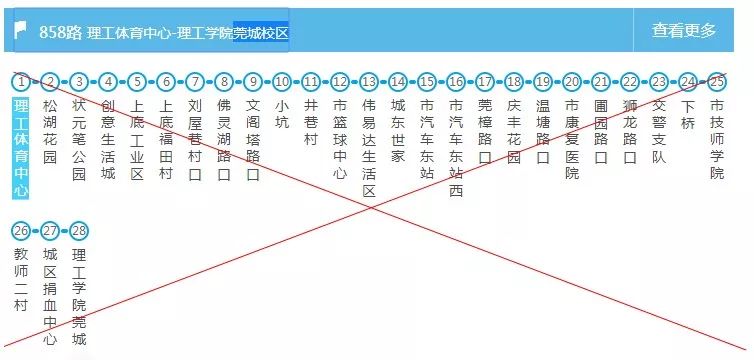 858路 理工体育中心-理工学院莞城校区
查看更多
1 2 3 4 5 6 7 8 9 10 11 12 13 14 15 16 17 18 19 20 21 22 23 24 25
理工体育中心
松湖花园
状元笔公园
创意生活城
上底工业区
上底福田村
刘屋巷村口
佛灵湖路口
文阁塔路口
小坑
井巷村
市篮球中心
伟易达生活区
城东世家
市汽车东站
市汽车东站西
莞樟路口
庆丰花园
温塘路口
市康复医院
圃园路口
狮龙路口
交警支队
下桥
市技师学院
26 27 28
教师二村
城区捐血中心
理工学院莞城